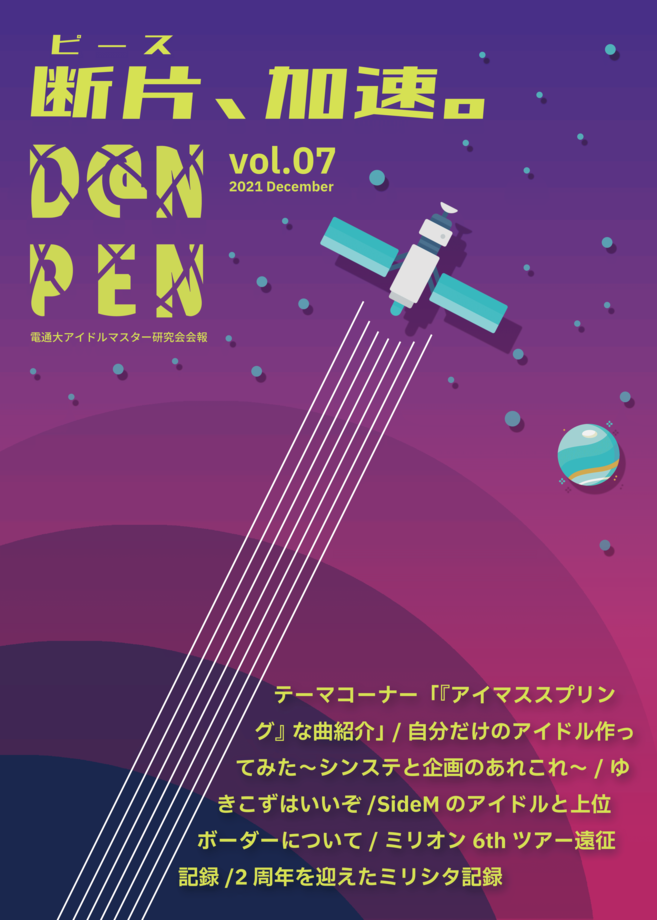 ピース
断片、加速。
D@N
PEN
vol.07
2021 December
電通大アイドルマスター研究会会報
テーマコーナー「『アイマススプリン
グ』な曲紹介」/ 自分だけのアイドル作っ
てみた〜シンステと企画のあれこれ〜 / ゆ
きこずはいいぞ /SideM のアイドルと上位
ボーダーについて / ミリオン 6th ツアー遠征
記録 /2 周年を迎えたミリシタ記録